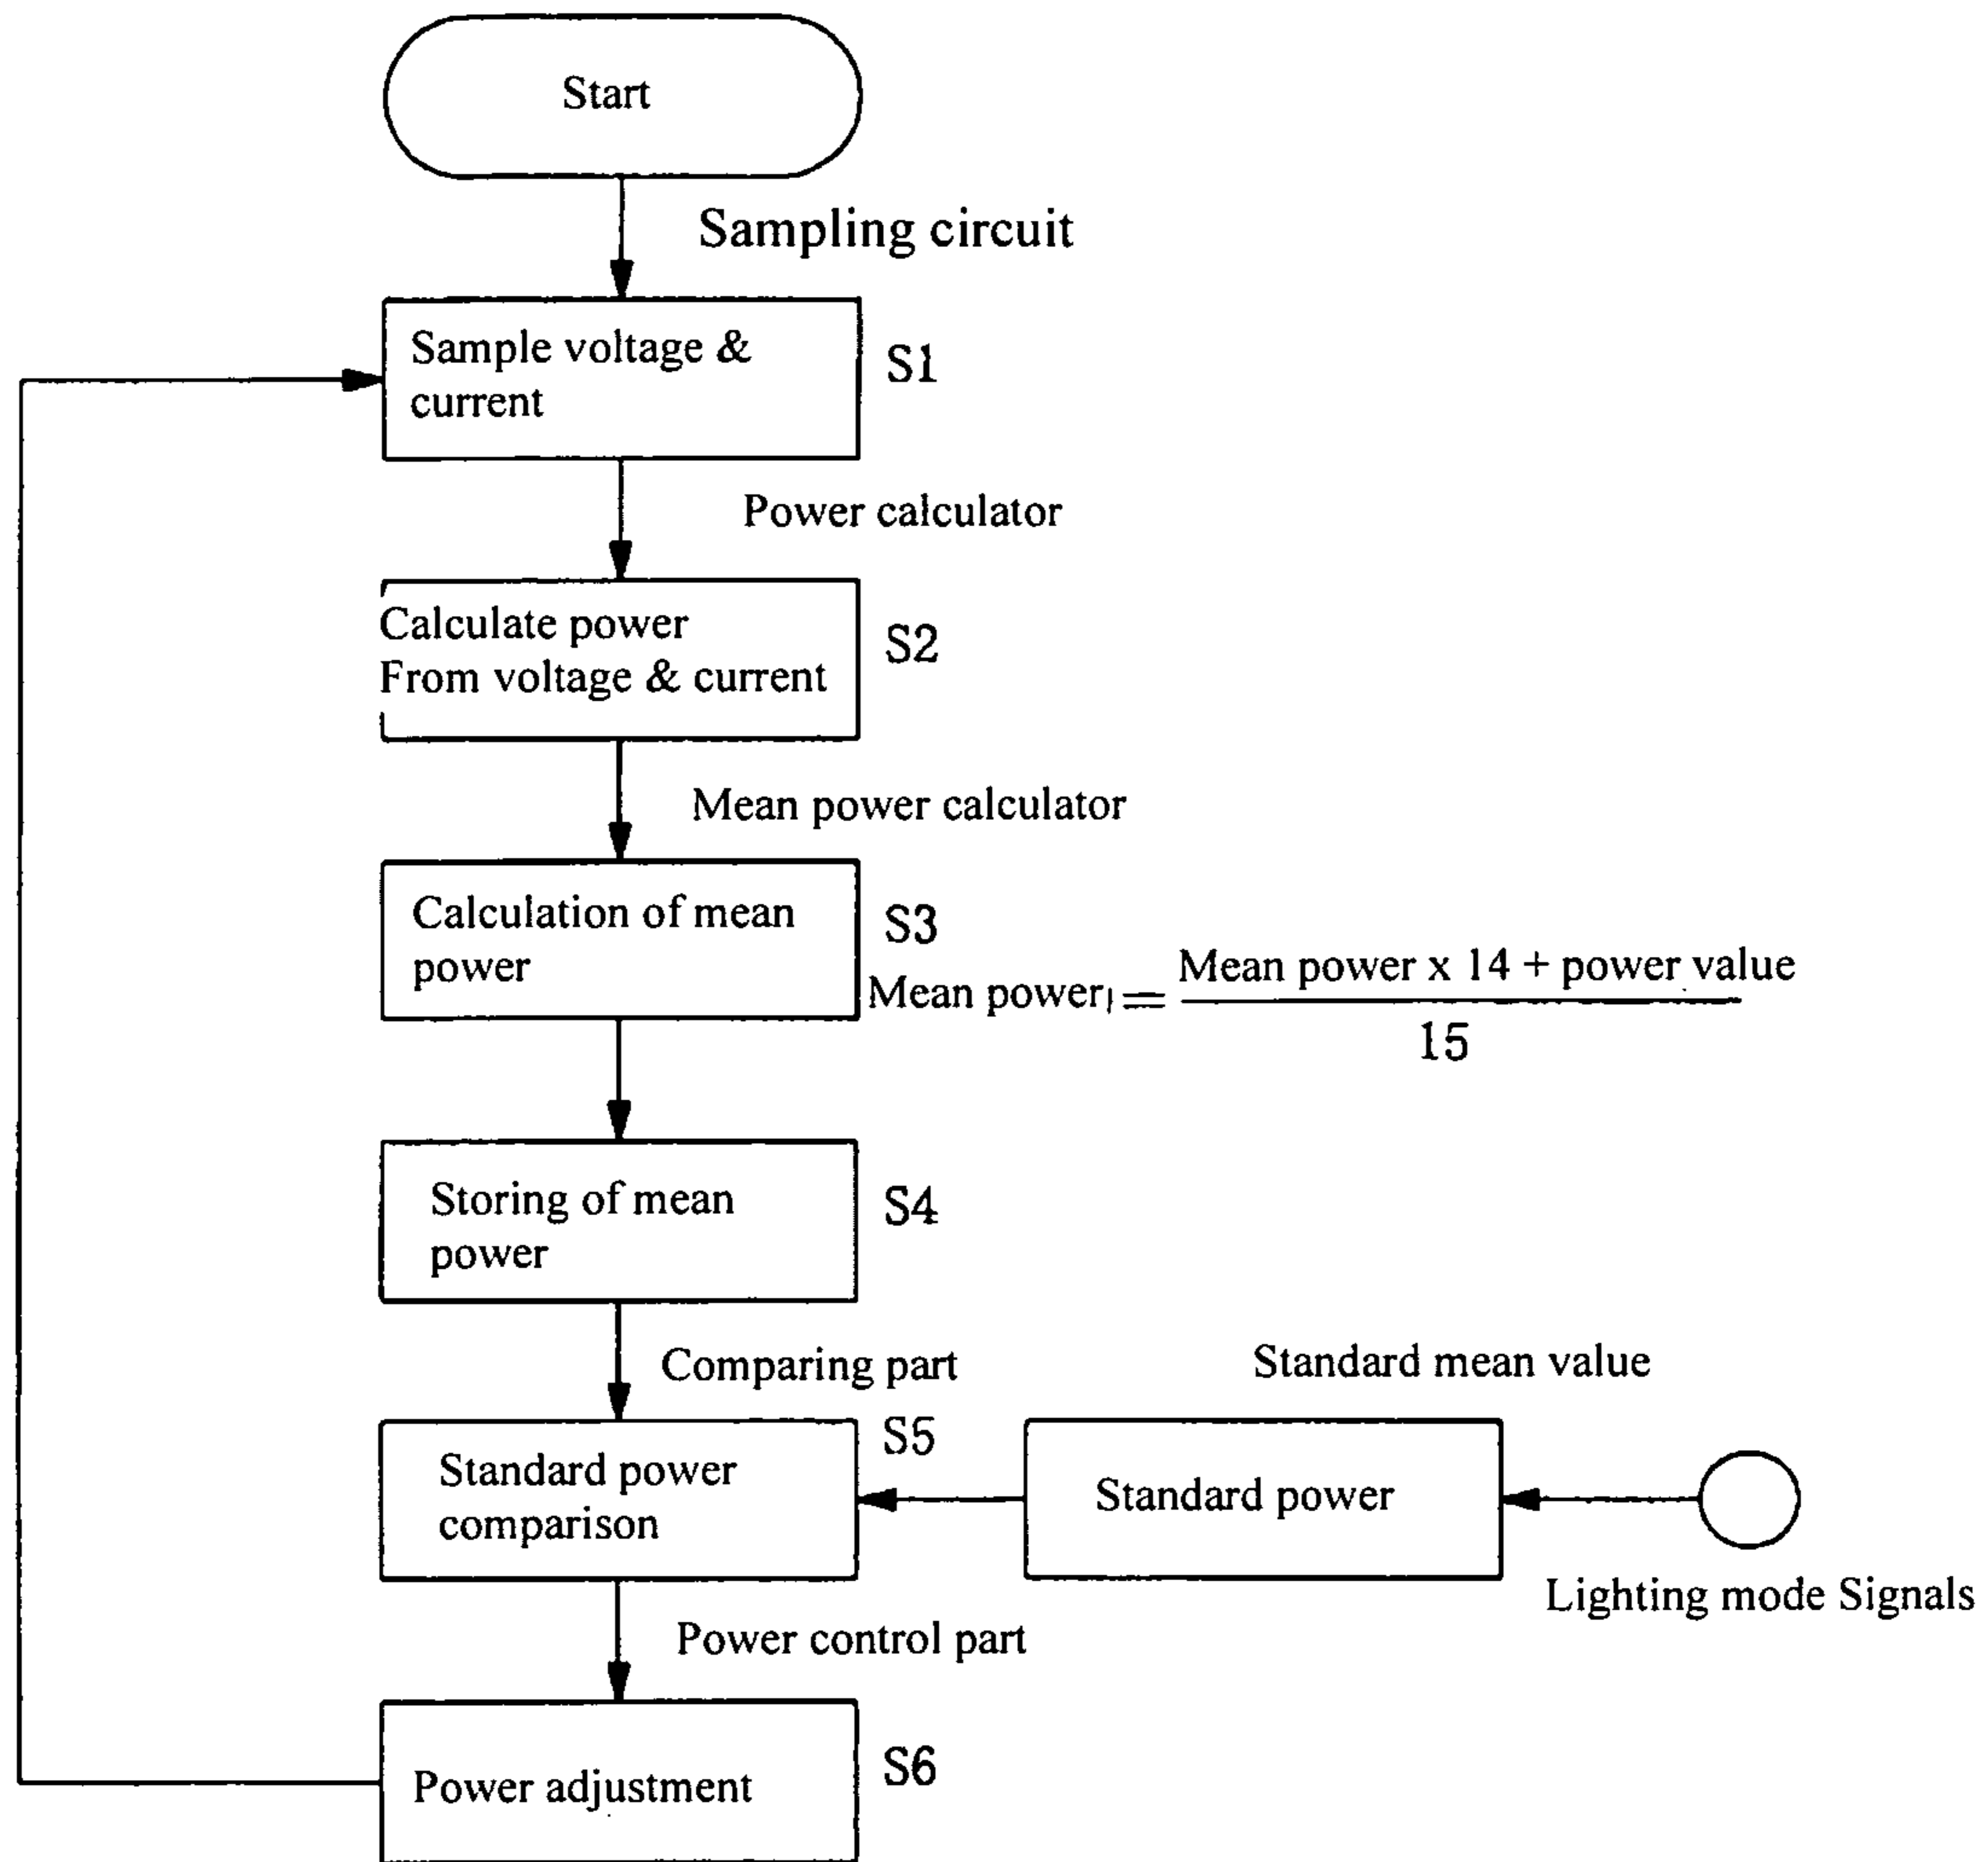 Start
Sampling circuit
Sample voltage &
current
S1
Power calculator
Calculate power
From voltage & current
S2
Mean power calculator
Calculation of mean
power
S3
Mean power = Mean power x 14 + power value
15
Storing of mean
power
S4
Comparing part
Standard mean value
S5
Standard power
comparison
Standard power
Lighting mode Signals
Power control part
Power adjustment
S6